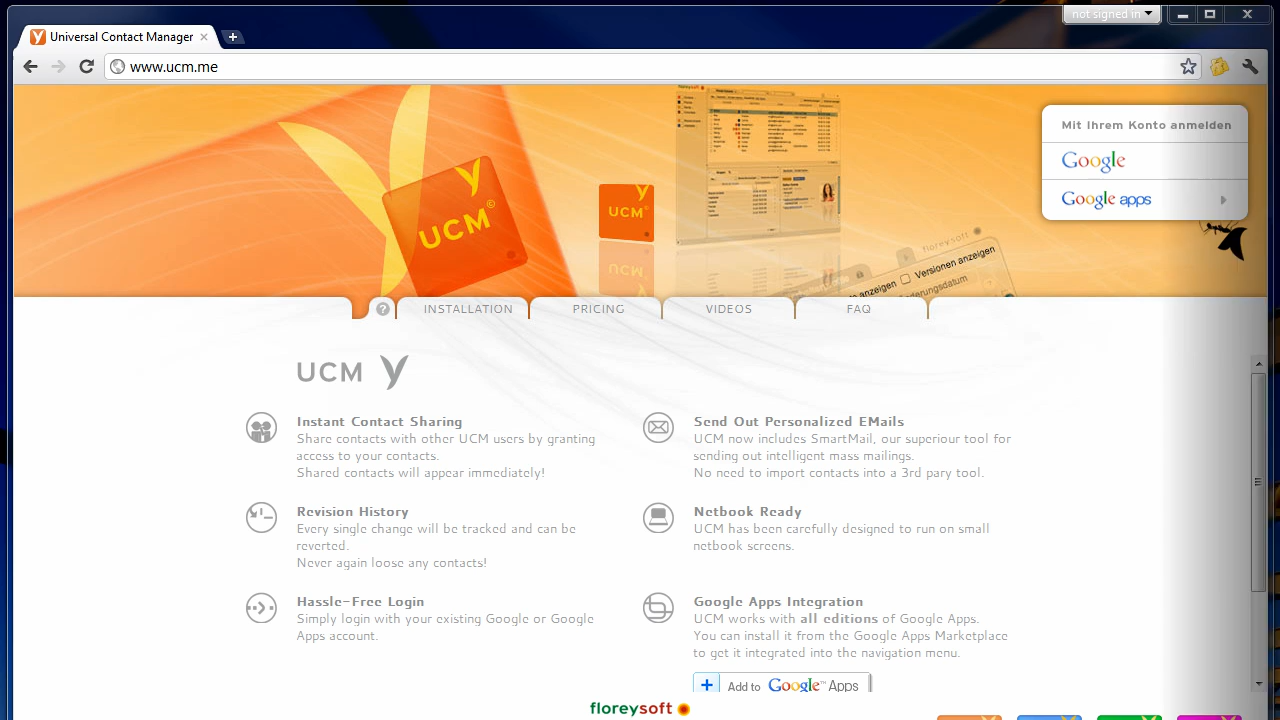 not signed in
Universal Contact Manager
www.ucm.me
floreysoft
Mit Ihrem Konto anmelden
Google
Google apps
UCM©
UCM
floreysoft
Versionen anzeigen
anzeigen
INSTALLATION PRICING VIDEOS FAQ
UCM
Instant Contact Sharing
Share contacts with other UCM users by granting
access to your contacts.
Shared contacts will appear immediately!
Send Out Personalized EMails
UCM now includes SmartMail, our superiour tool for
sending out intelligent mass mailings.
No need to import contacts into a 3rd pary tool.
Revision History
Every single change will be tracked and can be
reverted.
Never again loose any contacts!
Netbook Ready
UCM has been carefully designed to run on small
netbook screens.
Hassle-Free Login
Simply login with your existing Google or Google
Apps account.
Google Apps Integration
UCM works with all editions of Google Apps.
You can install it from the Google Apps Marketplace
to get it integrated into the navigation menu.
Add to Google™ Apps
floreysoft